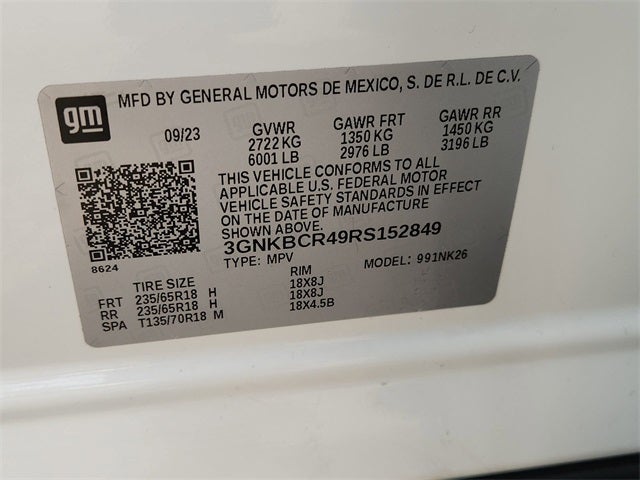 gm
MFD BY GENERAL MOTORS DE MEXICO, S. DE R.L. DE C.V.
09/23 GVWR GAWR FRT GAWR RR
2722 KG 1350 KG 1450 KG
6001 LB 2976 LB 3196 LB
THIS VEHICLE CONFORMS TO ALL
APPLICABLE U.S. FEDERAL MOTOR
VEHICLE SAFETY STANDARDS IN EFFECT
ON THE DATE OF MANUFACTURE
SHOWN ABOVE.
3GNKBCR49RS152849
8624
TYPE: MPV MODEL: 991NK26
TIRE SIZE RIM
FRT 235/65R18 H 18X8J
RR 235/65R18 H 18X8J
SPA T135/70R18 M 18X4.5B